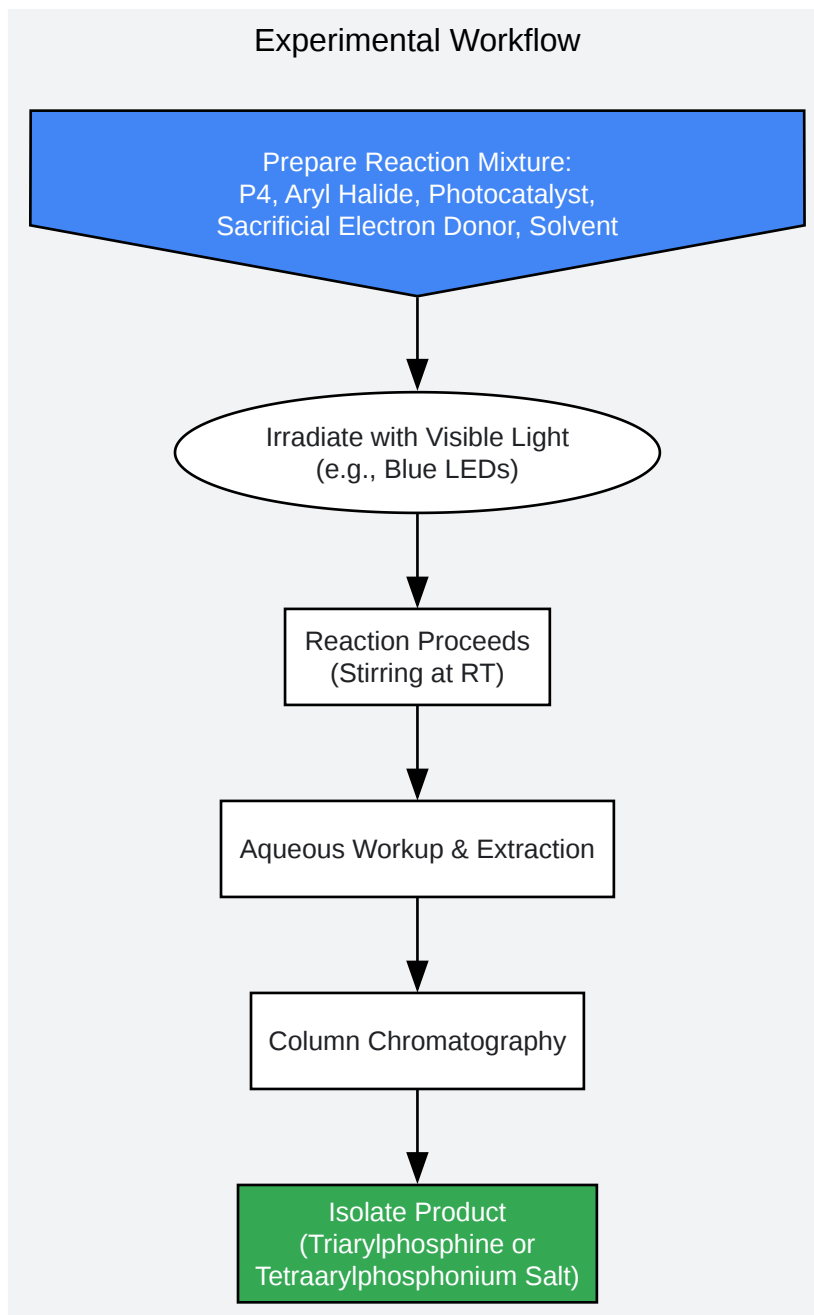 Experimental Workflow
Prepare Reaction Mixture:
P4, Aryl Halide, Photocatalyst,
Sacrificial Electron Donor, Solvent
Irradiate with Visible Light
(e.g., Blue LEDs)
Reaction Proceeds
(Stirring at RT)
Aqueous Workup & Extraction
Column Chromatography
Isolate Product
(Triarylphosphine or
Tetraarylphosphonium Salt)